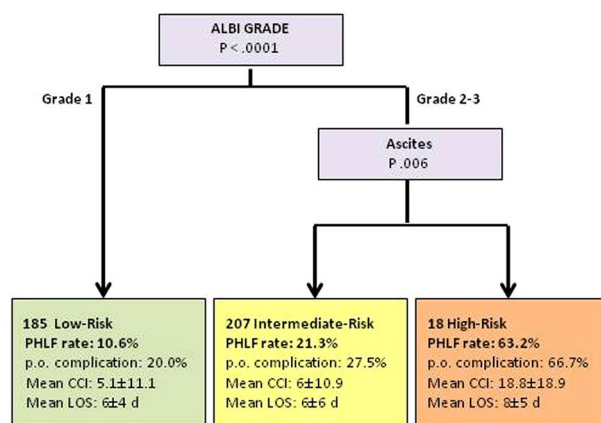 ALBI GRADE
P < .0001
Grade 1
Grade 2-3
Ascites
P .006
185 Low-Risk
PHLF rate: 10.6%
p.o. complication: 20.0%
Mean CCI: 5.1±11.1
Mean LOS: 6±4 d
207 Intermediate-Risk
PHLF rate: 21.3%
p.o. complication: 27.5%
Mean CCI: 6±10.9
Mean LOS: 6±6 d
18 High-Risk
PHLF rate: 63.2%
p.o. complication: 66.7%
Mean CCI: 18.8±18.9
Mean LOS: 8±5 d